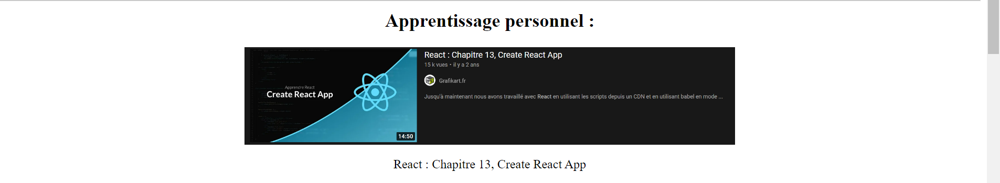 Apprentissage personnel :
Apprendre React
Create React App
14:50
React : Chapitre 13, Create React App
15 k vues • il y a 2 ans
Grafikart.fr
Jusqu'à maintenant nous avons travaillé avec React en utilisant les scripts depuis un CDN et en utilisant babel en mode ...
React : Chapitre 13, Create React App